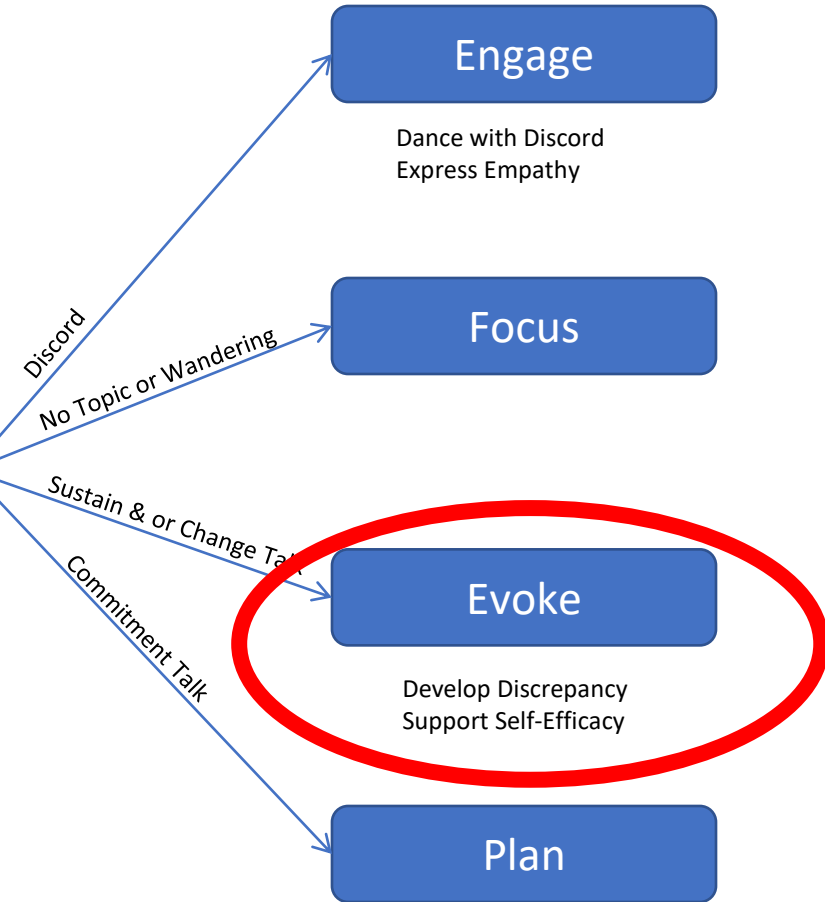 Engage
Dance with Discord
Express Empathy
Discord
Focus
No Topic or Wandering
Sustain & or Change Talk
Evoke
Develop Discrepancy
Support Self-Efficacy
Commitment Talk
Plan